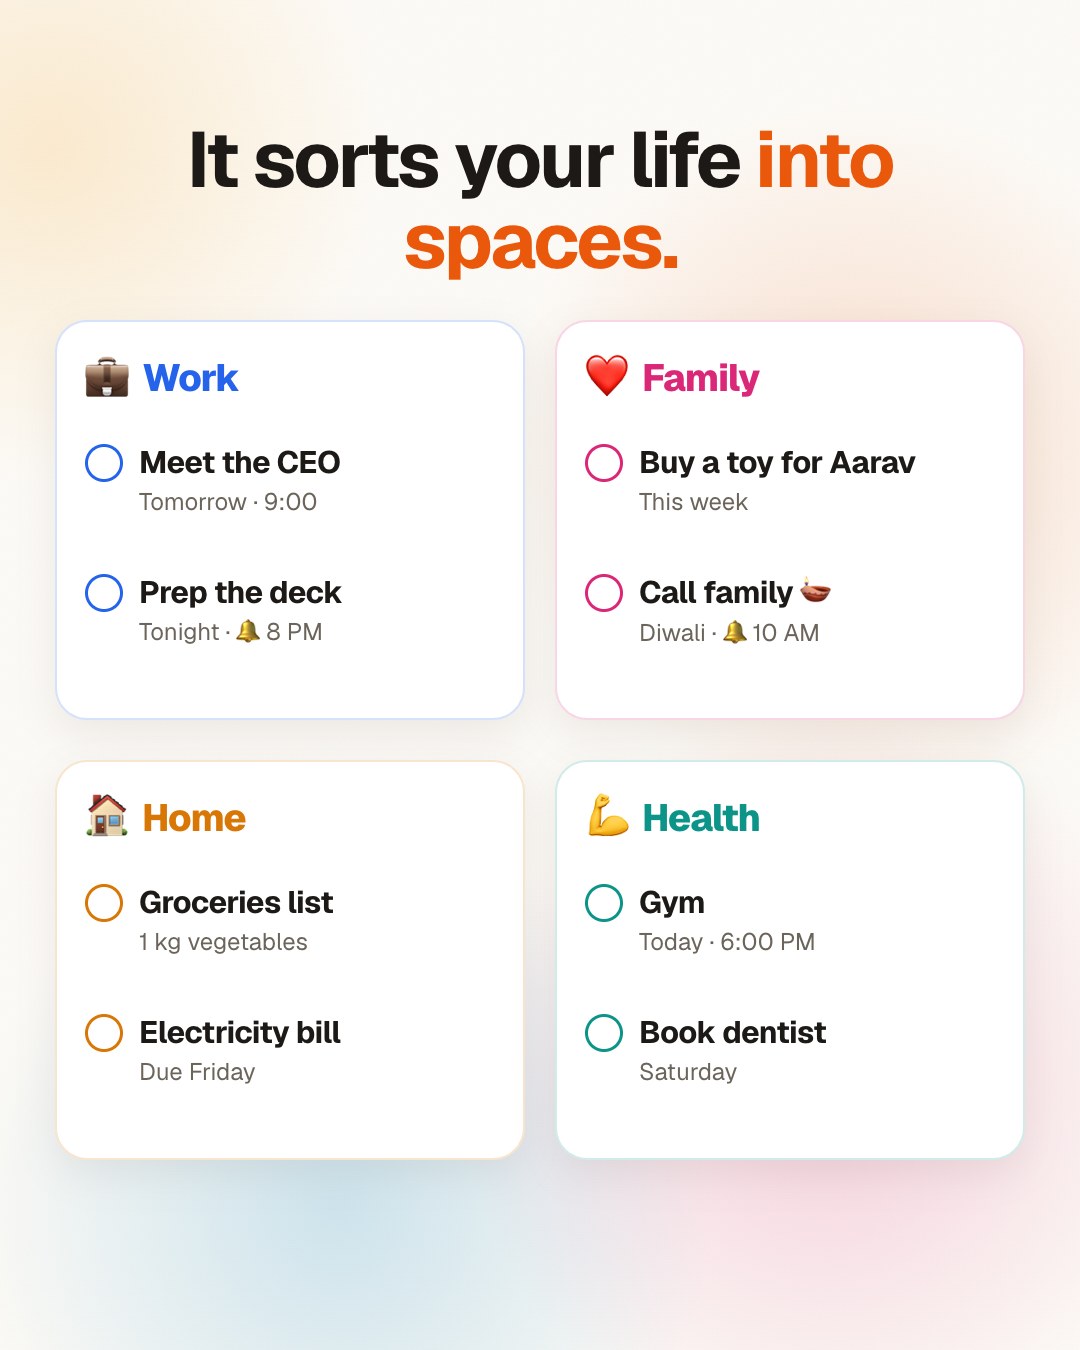 It sorts your life into
spaces.
💼 Work
Meet the CEO
Tomorrow · 9:00
Prep the deck
Tonight · 🔔 8 PM
❤️ Family
Buy a toy for Aarav
This week
Call family 🪔
Diwali · 🔔 10 AM
🏠 Home
Groceries list
1 kg vegetables
Electricity bill
Due Friday
💪 Health
Gym
Today · 6:00 PM
Book dentist
Saturday